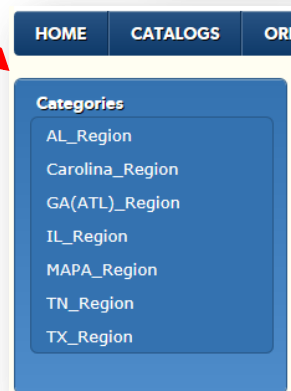 HOME CATALOGS
Categories
AL_Region
Carolina_Region
GA(ATL)_Region
IL_Region
MAPA_Region
TN_Region
TX_Region